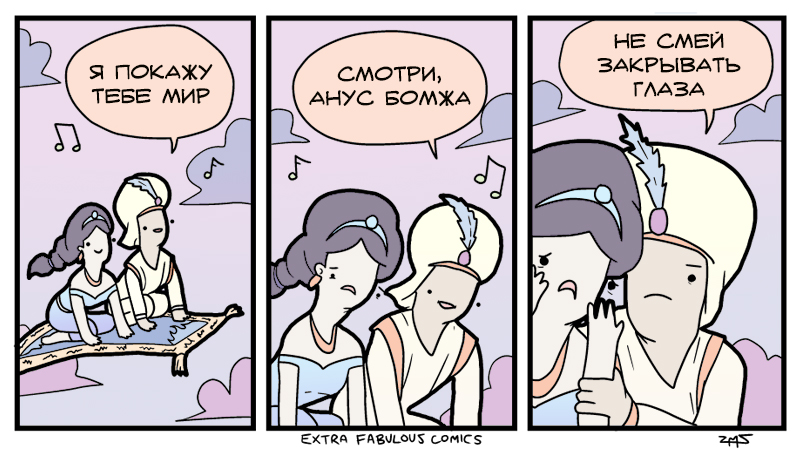 Я ПОКАЖУ
ТЕБЕ МИР
СМОТРИ,
АНУС БОМЖА
НЕ СМЕЙ
ЗАКРЫВАТЬ
ГЛАЗА
EXTRA FABULOUS COMICS